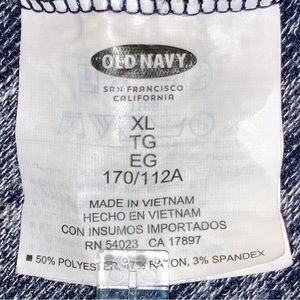 OLD NAVY
SAN FRANCISCO
CALIFORNIA
XL
TG
EG
170/112A
MADE IN VIETNAM
HECHO EN VIETNAM
CON INSUMOS IMPORTADOS
RN 54023 CA 17897
■ 50% POLYESTER, 47% RAYON, 3% SPANDEX